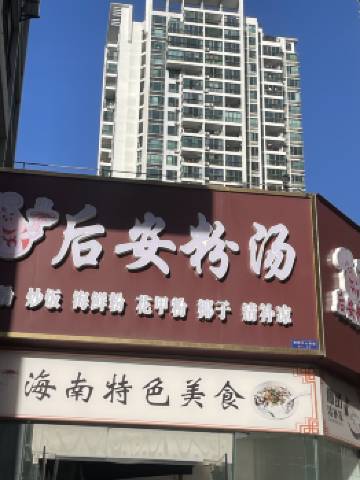 后安粉汤
炒饭 海鲜粉 花甲粉 椰子 清补凉
海南特色美食